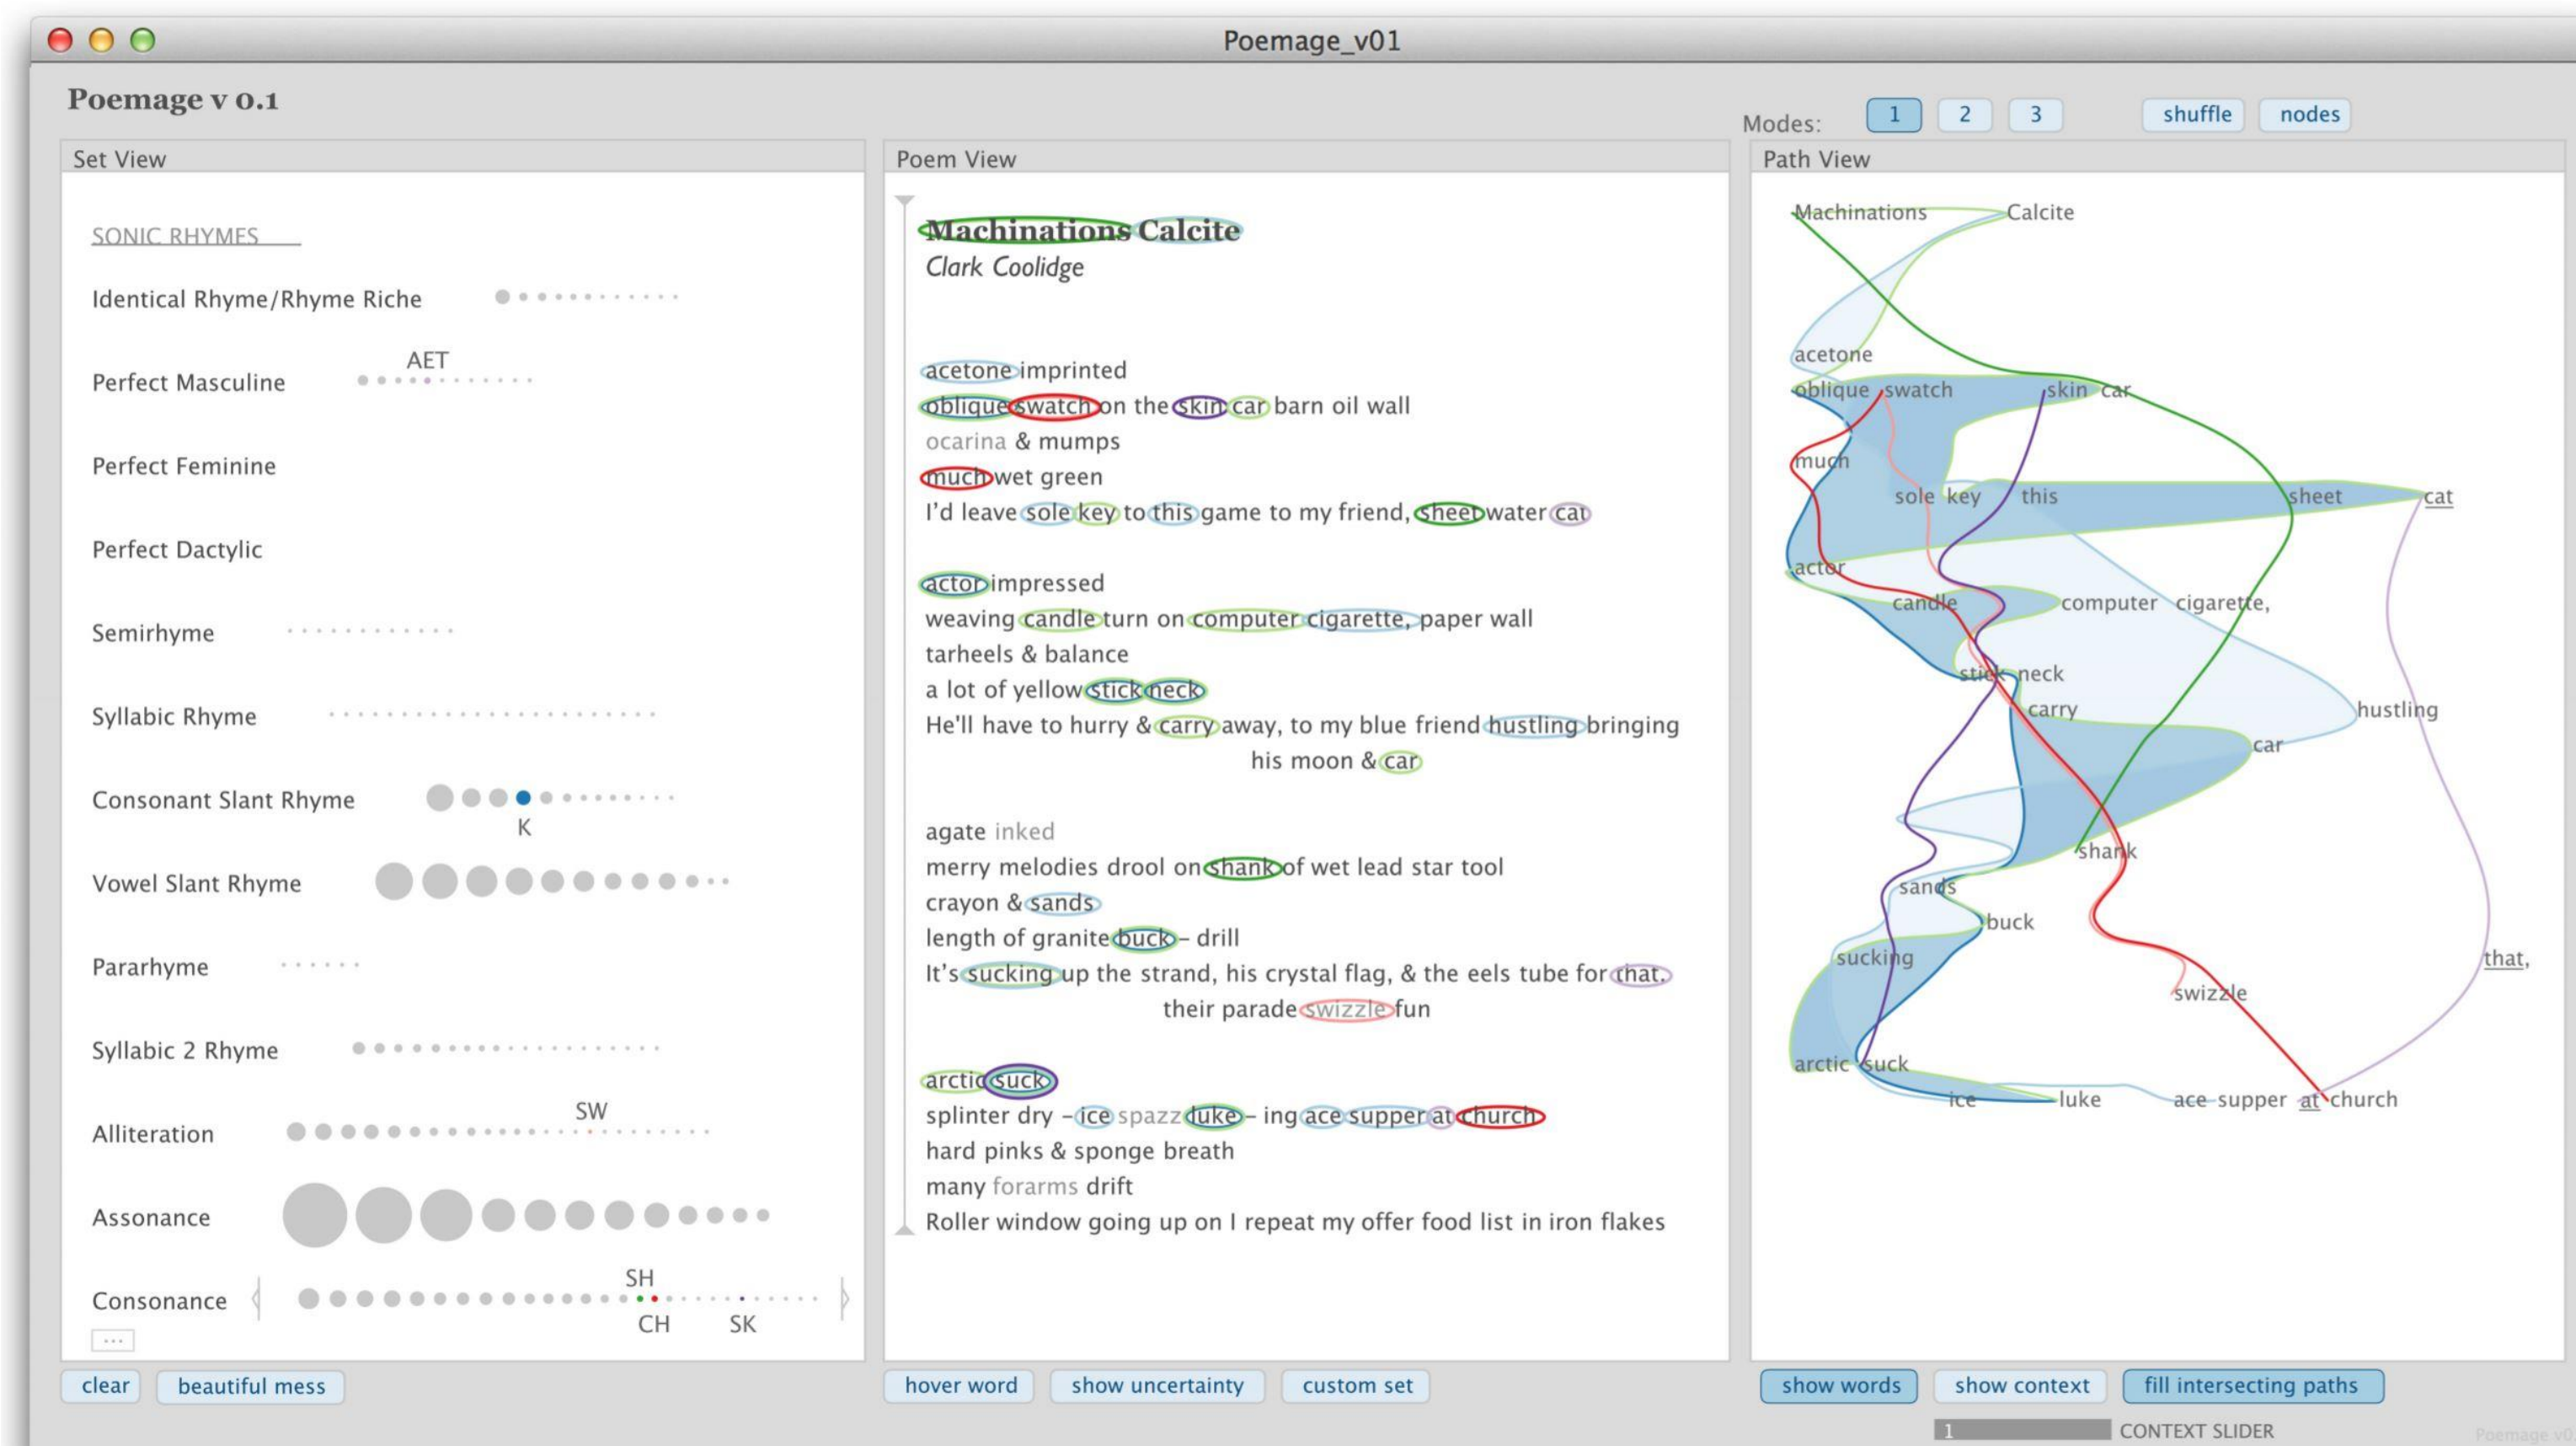 Poemage_v01
Poemage v 0.1
Modes: 1 2 3 shuffle nodes
Set View
SONIC RHYMES
Identical Rhyme/Rhyme Riche
AET
Perfect Masculine
Perfect Feminine
Perfect Dactylic
Semirhyme
Syllabic Rhyme
Consonant Slant Rhyme
K
Vowel Slant Rhyme
Pararhyme
Syllabic 2 Rhyme
SW
Alliteration
Assonance
SH
Consonance
CH SK
...
clear beautiful mess
Poem View
Machinations Calcite
Clark Coolidge
acetone imprinted
oblique swatch on the skin car barn oil wall
ocarina & mumps
much wet green
I'd leave sole key to this game to my friend, sheet water cat
actor impressed
weaving candle turn on computer cigarette, paper wall
tarheels & balance
a lot of yellow stick neck
He'll have to hurry & carry away, to my blue friend hustling bringing
his moon & car
agate inked
merry melodies drool on shank of wet lead star tool
crayon & sands
length of granite buck – drill
It's sucking up the strand, his crystal flag, & the eels tube for that,
their parade swizzle fun
arctic suck
splinter dry – ice spazz luke – ing ace supper at church
hard pinks & sponge breath
many forarms drift
Roller window going up on I repeat my offer food list in iron flakes
hover word show uncertainty custom set
Path View
Machinations Calcite
acetone
oblique swatch skin car
much
sole key this sheet cat
actor
candle computer cigarette,
stick neck
carry hustling
car
shank
sands
buck
sucking that,
swizzle
arctic suck
ice luke ace supper at church
show words show context fill intersecting paths
1 CONTEXT SLIDER